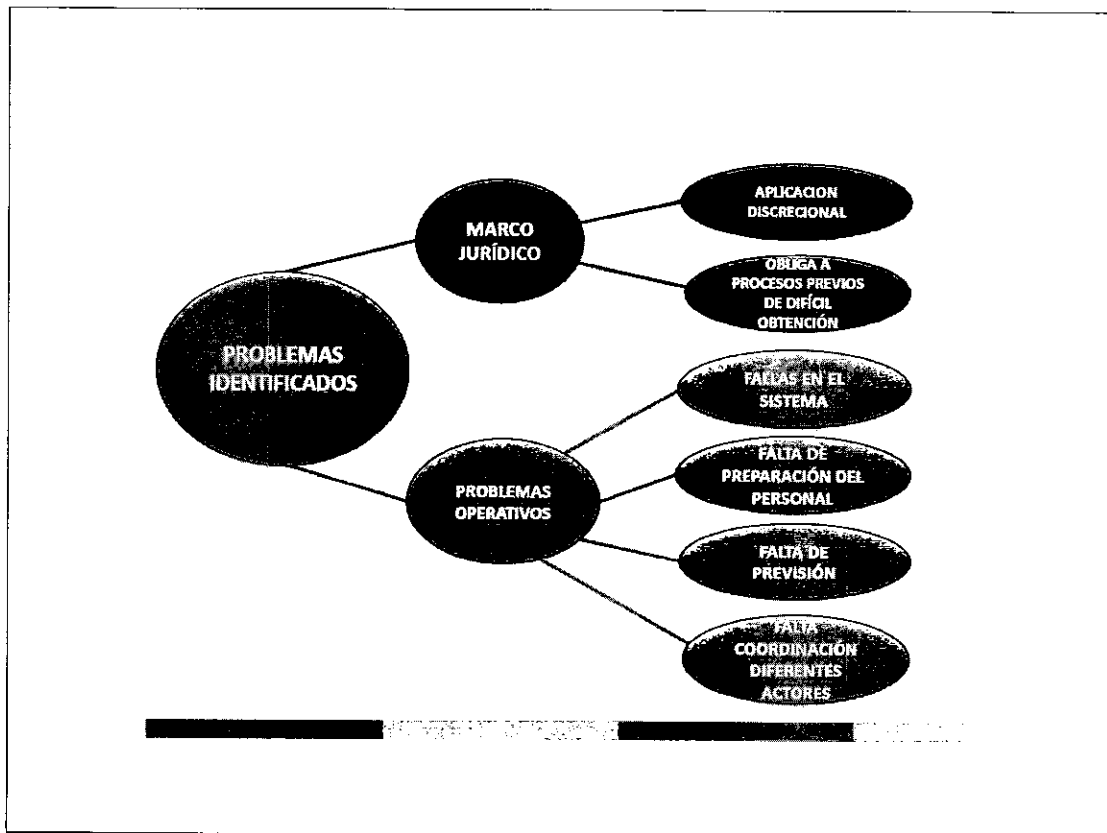 PROBLEMAS
IDENTIFICADOS
MARCO
JURÍDICO
APLICACION
DISCRECIONAL
OBLIGA A
PROCESOS PREVIOS
DE DIFÍCIL
OBTENCIÓN
PROBLEMAS
OPERATIVOS
FALLAS EN EL
SISTEMA
FALTA DE
PREPARACIÓN DEL
PERSONAL
FALTA DE
PREVISIÓN
FALTA
COORDINACIÓN
DIFERENTES
ACTORES